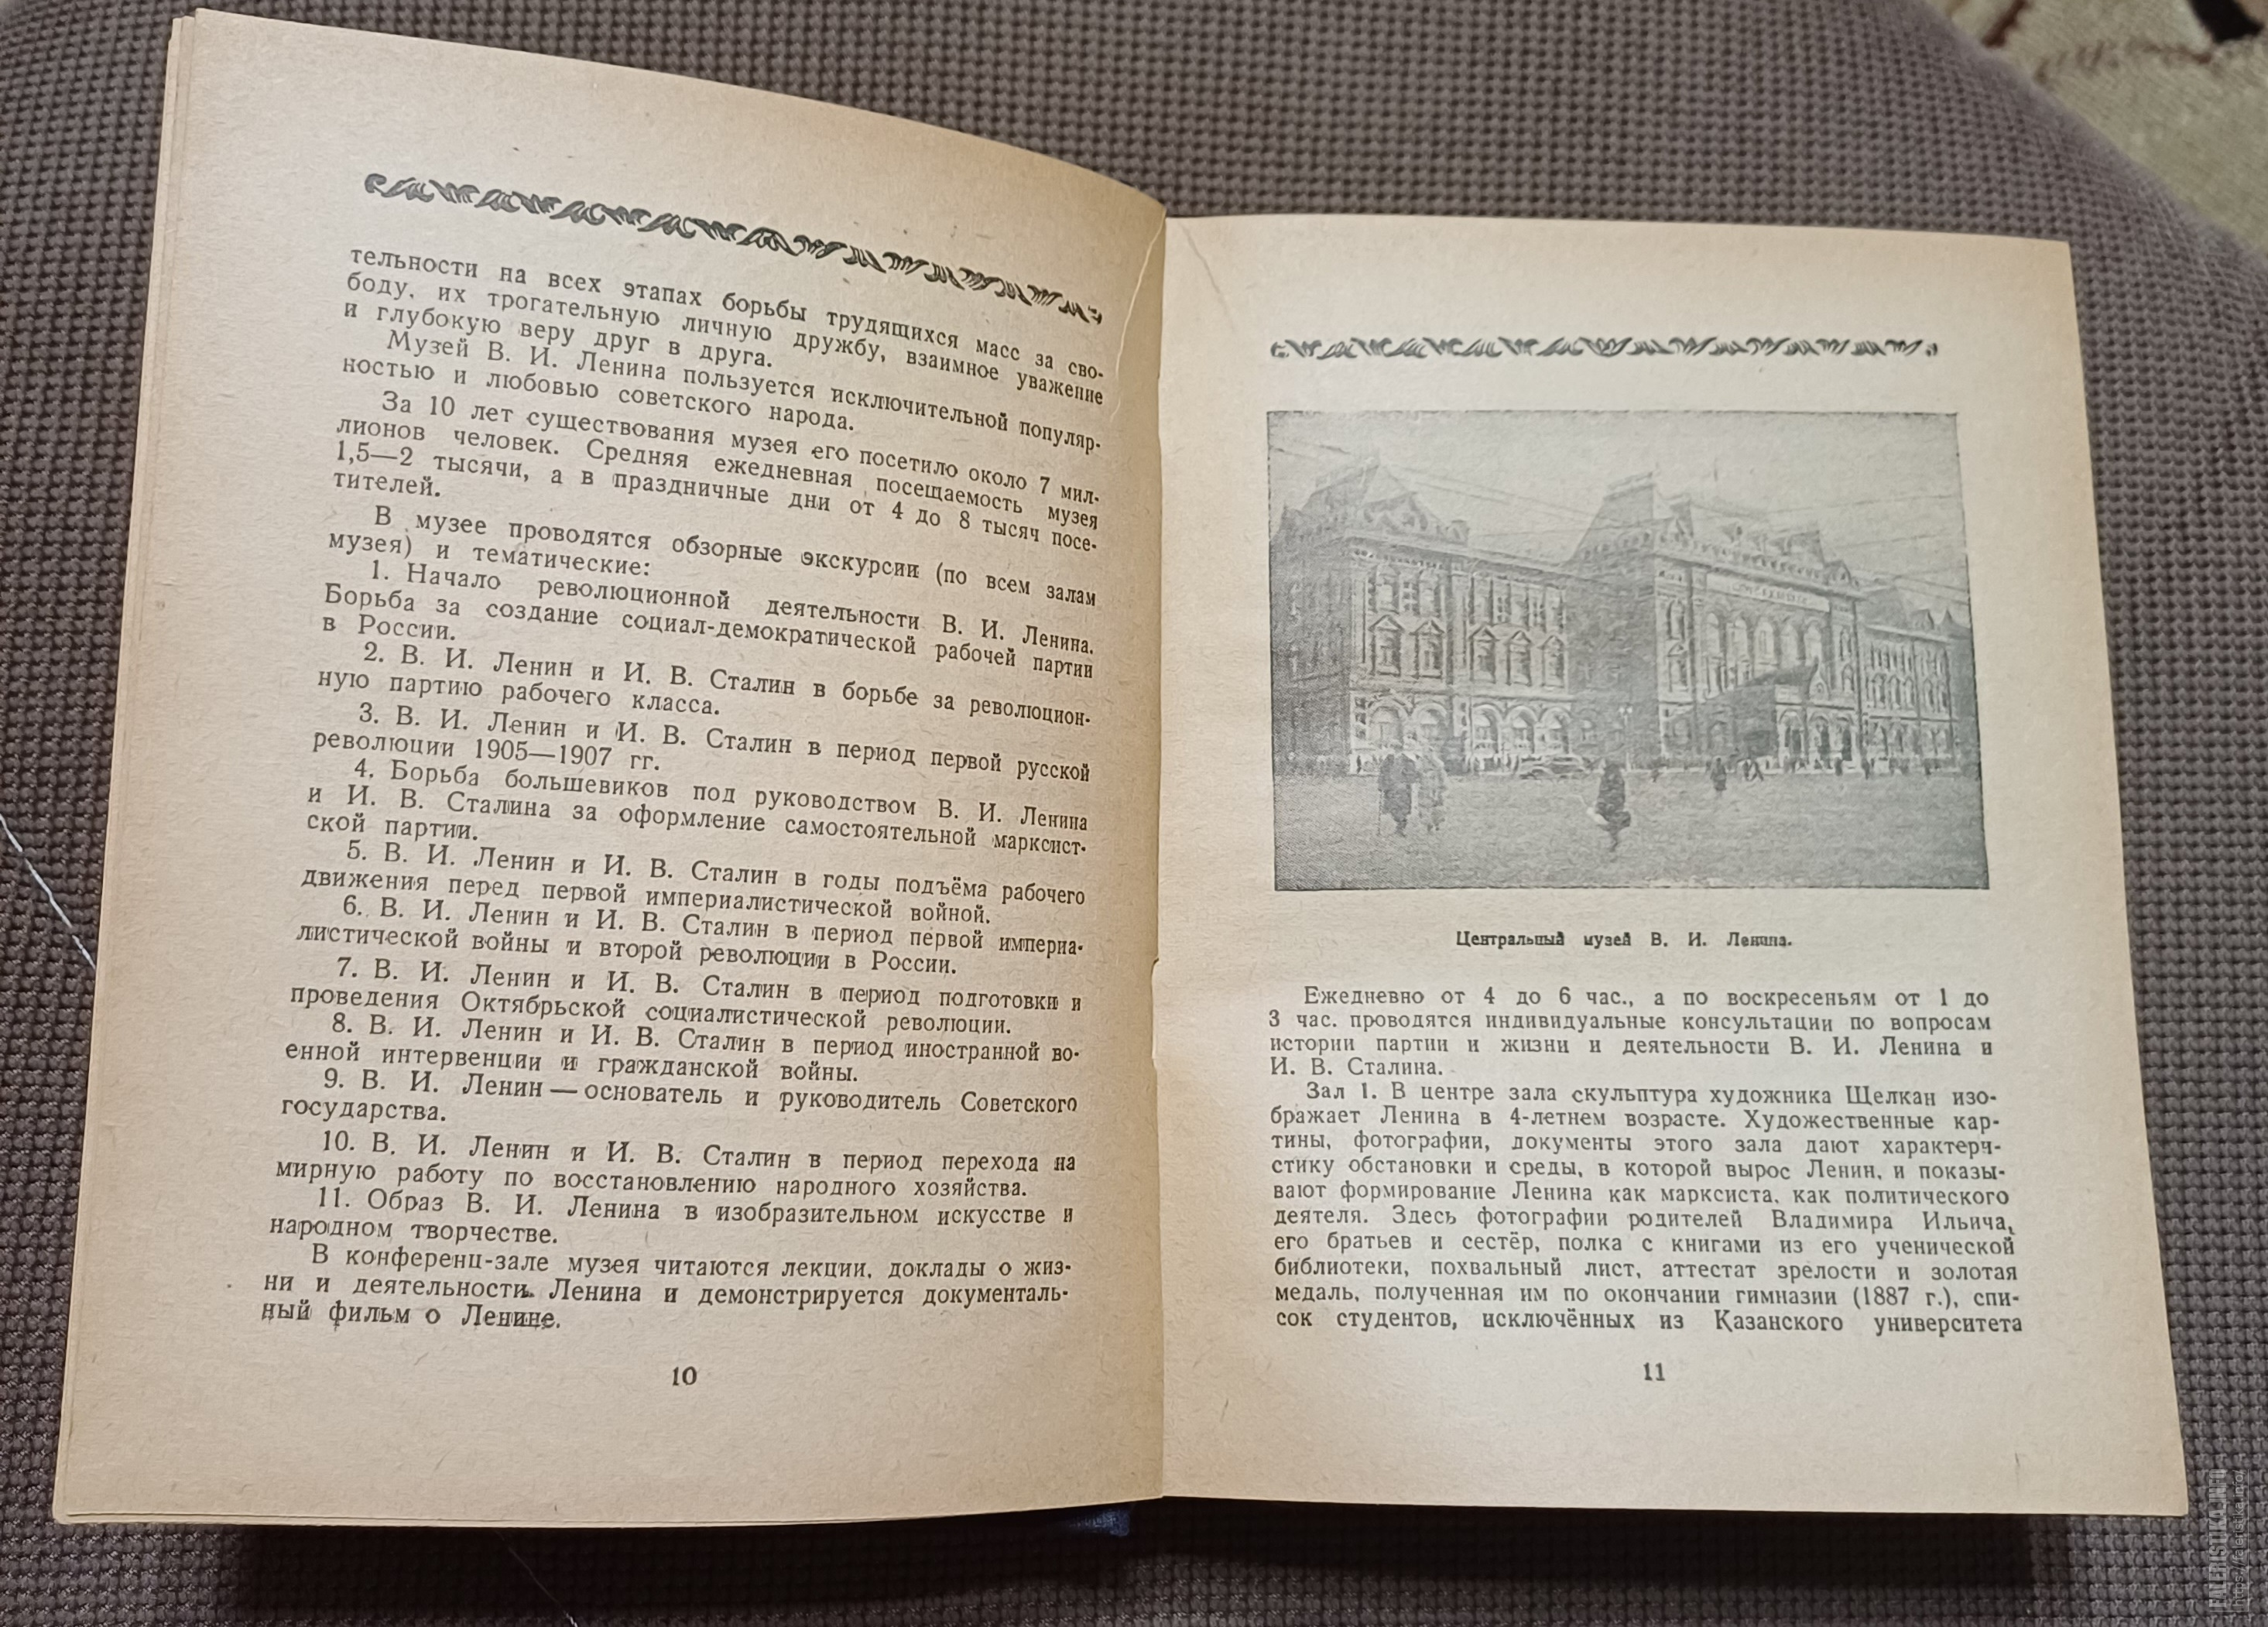 тельности на всех этапах борьбы трудящихся масс за сво-
боду, их трогательную личную дружбу, взаимное уважение
и глубокую веру друг в друга.
Музей В. И. Ленина пользуется исключительной популяр-
ностью и любовью советского народа.
За 10 лет существования музея его посетило около 7 мил-
лионов человек. Средняя ежедневная посещаемость музея
1,5—2 тысячи, а в праздничные дни от 4 до 8 тысяч посе-
тителей.
В музее проводятся обзорные экскурсии (по всем залам
музея) и тематические:
1. Начало революционной деятельности В. И. Ленина.
Борьба за создание социал-демократической рабочей партии
в России.
2. В. И. Ленин и И. В. Сталин в борьбе за революцион-
ную партию рабочего класса.
3. В. И. Ленин и И. В. Сталин в период первой русской
революции 1905—1907 гг.
4. Борьба большевиков под руководством В. И. Ленина
и И. В. Сталина за оформление самостоятельной марксист-
ской партии.
5. В. И. Ленин и И. В. Сталин в годы подъёма рабочего
движения перед первой империалистической войной.
6. В. И. Ленин и И. В. Сталин в период первой империа-
листической войны и второй революции в России.
7. В. И. Ленин и И. В. Сталин в период подготовки и
проведения Октябрьской социалистической революции.
8. В. И. Ленин и И. В. Сталин в период иностранной во-
енной интервенции и гражданской войны.
9. В. И. Ленин — основатель и руководитель Советского
государства.
10. В. И. Ленин и И. В. Сталин в период перехода на
мирную работу по восстановлению народного хозяйства.
11. Образ В. И. Ленина в изобразительном искусстве и
народном творчестве.
В конференц-зале музея читаются лекции, доклады о жиз-
ни и деятельности Ленина и демонстрируется документаль-
ный фильм о Ленине.
10
Центральный музей В. И. Ленина.
Ежедневно от 4 до 6 час., а по воскресеньям от 1 до
3 час. проводятся индивидуальные консультации по вопросам
истории партии и жизни и деятельности В. И. Ленина и
И. В. Сталина.
Зал 1. В центре зала скульптура художника Щелкан изо-
бражает Ленина в 4-летнем возрасте. Художественные кар-
тины, фотографии, документы этого зала дают характери-
стику обстановки и среды, в которой вырос Ленин, и показы-
вают формирование Ленина как марксиста, как политического
деятеля. Здесь фотографии родителей Владимира Ильича,
его братьев и сестёр, полка с книгами из его ученической
библиотеки, похвальный лист, аттестат зрелости и золотая
медаль, полученная им по окончании гимназии (1887 г.), спи-
сок студентов, исключённых из Казанского университета
11
FALERISTIKA.INFO
https://faleristika.info/